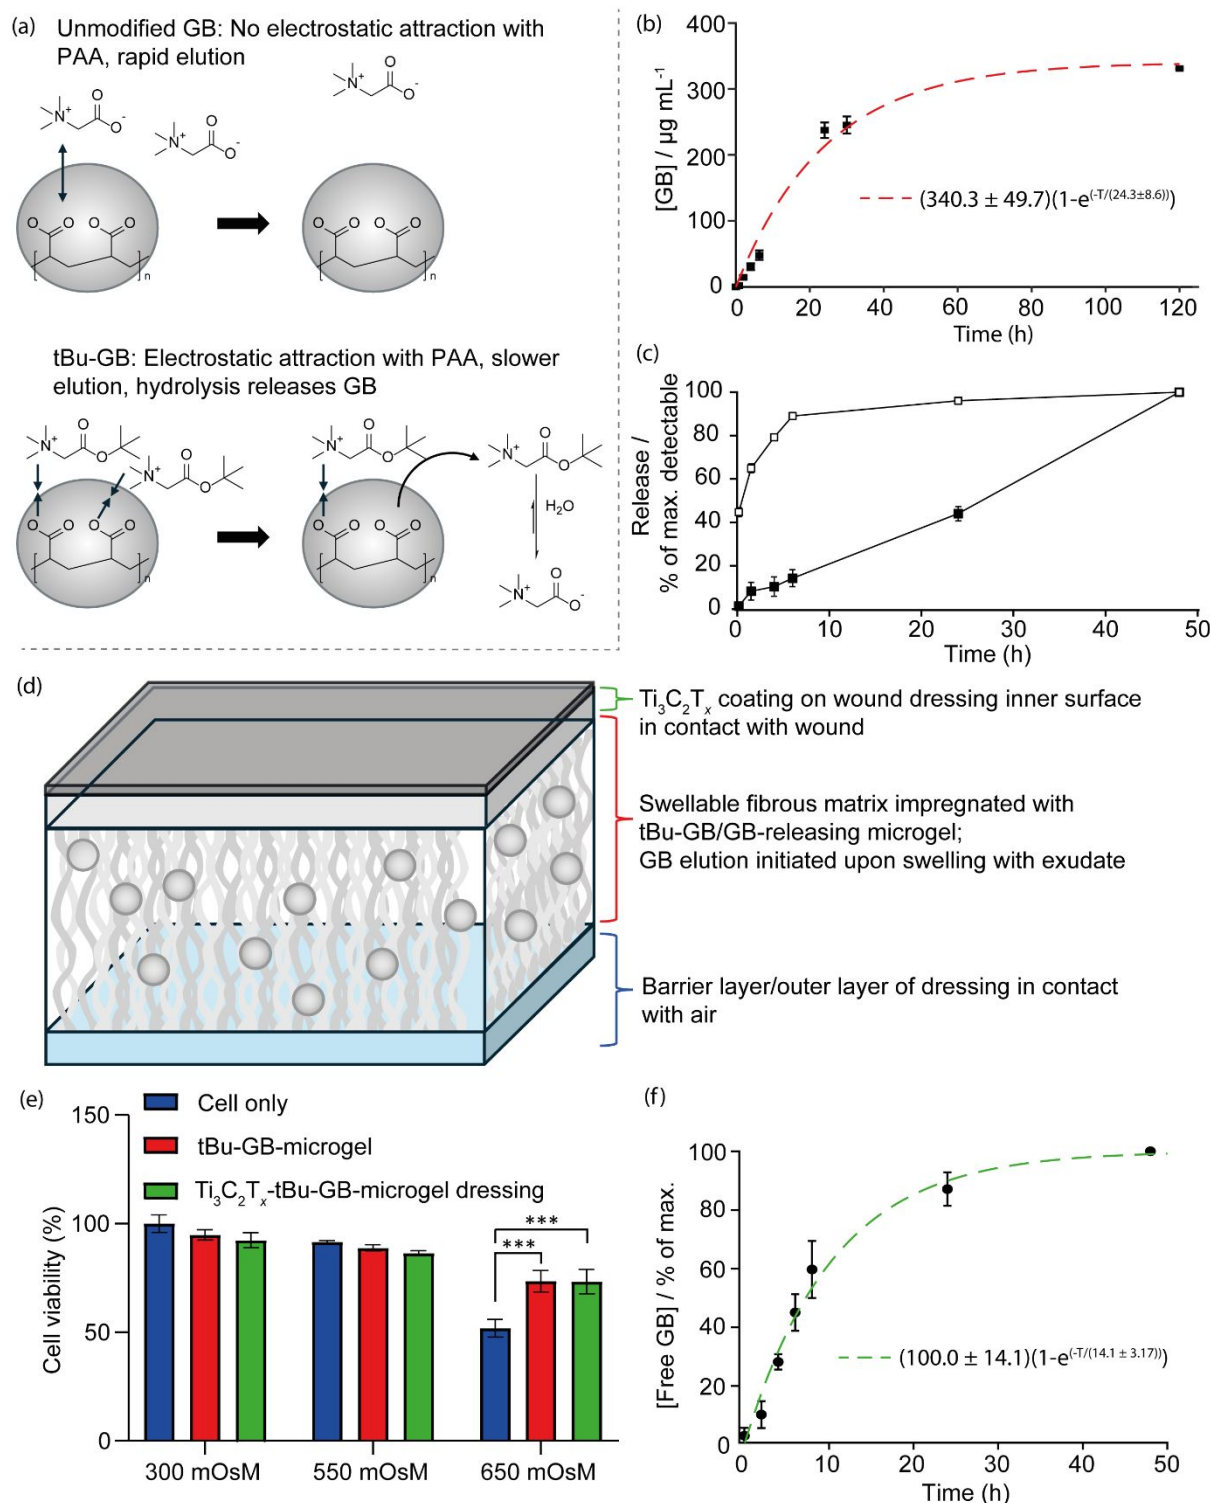 (a)
Unmodified GB: No electrostatic attraction with
PAA, rapid elution
N+
O
O-
N+
O
O-
N+
O
O-
O
O
O
O
n
O
O
O
O
n
tBu-GB: Electrostatic attraction with PAA, slower
elution, hydrolysis releases GB
N+
O
O
N+
O
O
O
O
O
O
n
N+
O
O
O
O
O
O
n
N+
O
O
H2O
N+
O
O-
(b)
[GB] / µg mL-1
400
300
200
100
0
0 20 40 60 80 100 120
Time (h)
(340.3 ± 49.7)(1-e(-T/(24.3±8.6)))
(c)
Release /
% of max. detectable
100
80
60
40
20
0
0 10 20 30 40 50
Time (h)
(d)
Ti3C2Tx coating on wound dressing inner surface
in contact with wound
Swellable fibrous matrix impregnated with
tBu-GB/GB-releasing microgel;
GB elution initiated upon swelling with exudate
Barrier layer/outer layer of dressing in contact
with air
(e)
Cell viability (%)
150
100
50
0
Cell only
tBu-GB-microgel
Ti3C2Tx-tBu-GB-microgel dressing
***
***
300 mOsM 550 mOsM 650 mOsM
(f)
[Free GB] / % of max.
100
80
60
40
20
0
0 10 20 30 40 50
Time (h)
(100.0 ± 14.1)(1-e(-T/(14.1 ± 3.17)))